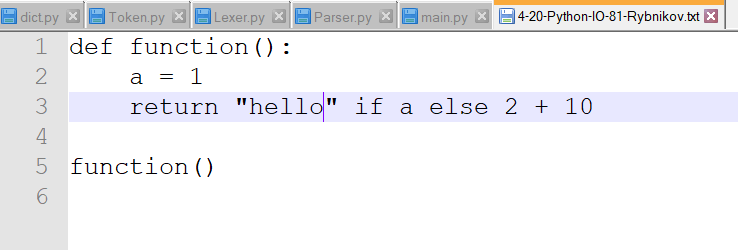 dict.py Token.py Lexer.py Parser.py main.py 4-20-Python-IO-81-Rybnikov.txt
1 def function():
2     a = 1
3     return "hello" if a else 2 + 10
4
5 function()
6